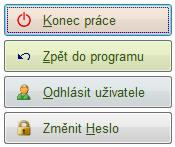 Konec práce
Zpět do programu
Odhlásit uživatele
Změnit Heslo